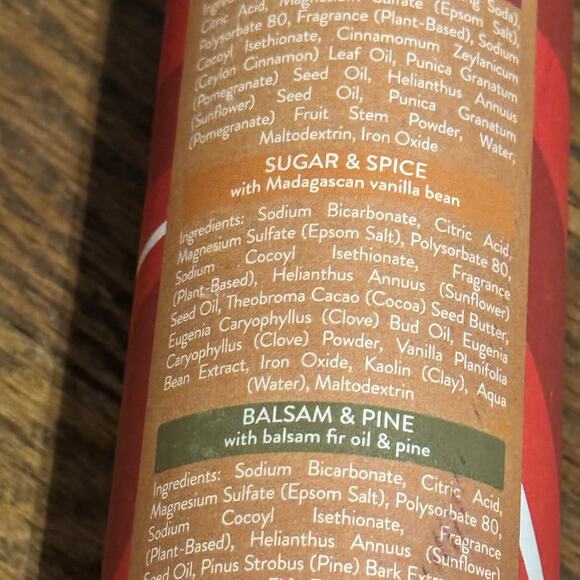 Soda),
Citric Acid, Magnesium Sulfate (Epsom Salt),
Polysorbate 80, Fragrance (Plant-Based), Sodium
Cocoyl Isethionate, Cinnamomum Zeylanicum
(Ceylon Cinnamon) Leaf Oil, Punica Granatum
(Pomegranate) Seed Oil, Helianthus Annuus
(Sunflower) Seed Oil, Punica Granatum
(Pomegranate) Fruit Stem Powder, Water,
Maltodextrin, Iron Oxide
SUGAR & SPICE
with Madagascan vanilla bean
Ingredients: Sodium Bicarbonate, Citric Acid,
Magnesium Sulfate (Epsom Salt), Polysorbate 80,
Sodium Cocoyl Isethionate, Fragrance
(Plant-Based), Helianthus Annuus (Sunflower)
Seed Oil, Theobroma Cacao (Cocoa) Seed Butter,
Eugenia Caryophyllus (Clove) Bud Oil, Eugenia
Caryophyllus (Clove) Powder, Vanilla Planifolia
Bean Extract, Iron Oxide, Kaolin (Clay), Aqua
(Water), Maltodextrin
BALSAM & PINE
with balsam fir oil & pine
Ingredients: Sodium Bicarbonate, Citric Acid,
Magnesium Sulfate (Epsom Salt), Polysorbate 80,
Sodium Cocoyl Isethionate, Fragrance
(Plant-Based), Helianthus Annuus (Sunflower)
Seed Oil, Pinus Strobus (Pine) Bark